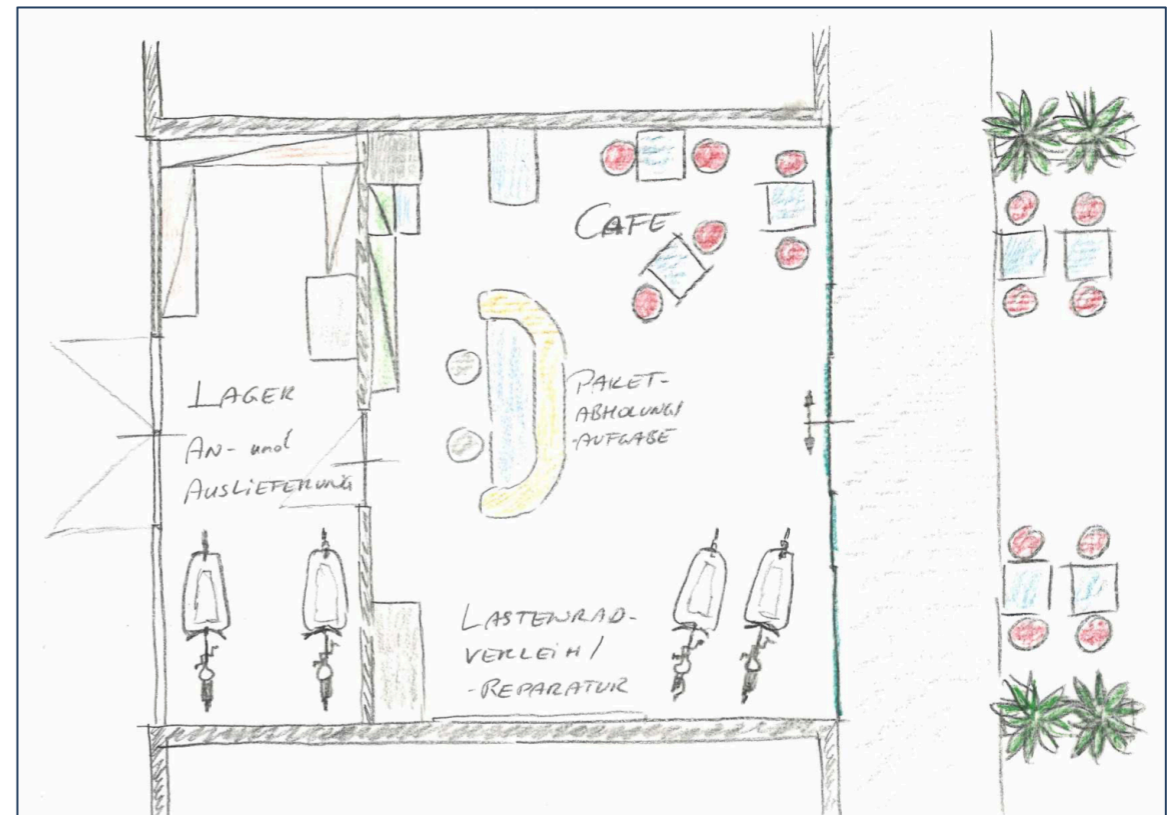 CAFE
LAGER
AN- und
AUSLIEFERUNG
PAKET-
ABHOLUNG/
-AUFGABE
LASTENRAD-
VERLEIH/
-REPARATUR